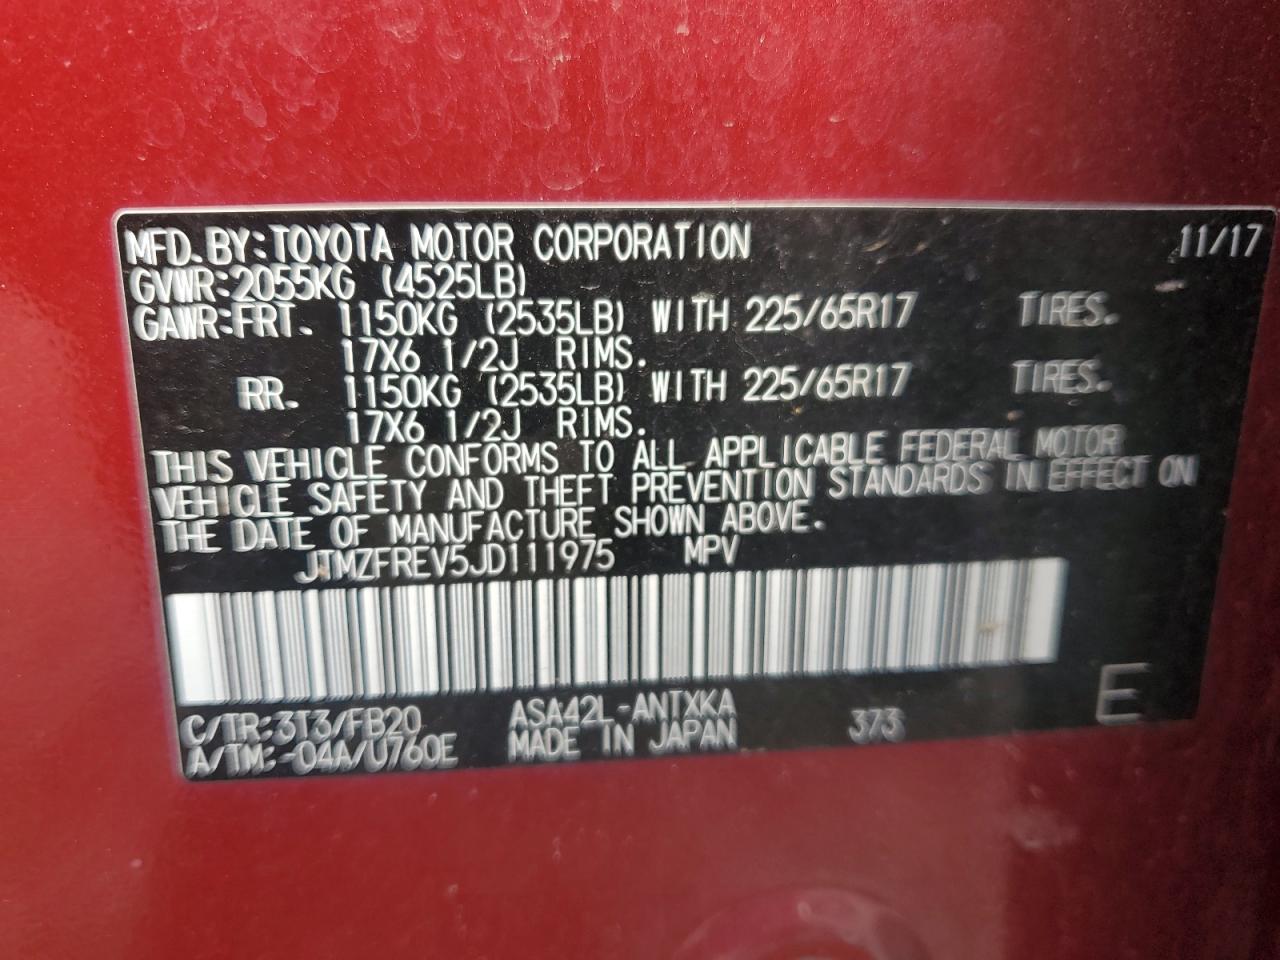 MFD.BY:TOYOTA MOTOR CORPORATION 11/17
GVWR:2055KG (4525LB)
GAWR:FRT. 1150KG (2535LB) WITH 225/65R17 TIRES.
17X6 1/2J RIMS.
RR. 1150KG (2535LB) WITH 225/65R17 TIRES.
17X6 1/2J RIMS.
THIS VEHICLE CONFORMS TO ALL APPLICABLE FEDERAL MOTOR
VEHICLE SAFETY AND THEFT PREVENTION STANDARDS IN EFFECT ON
THE DATE OF MANUFACTURE SHOWN ABOVE.
JTMZFREV5JD111975 MPV
C/TR:3T3/FB20 ASA42L-ANTXKA 373 E
A/TM:-04A/U760E MADE IN JAPAN